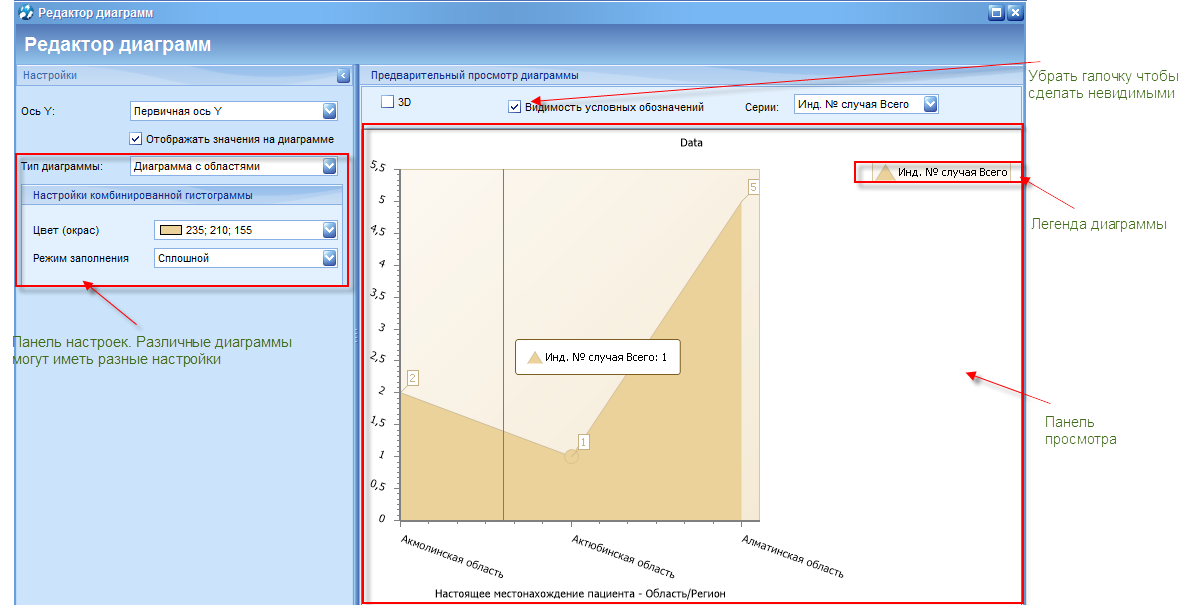 Редактор диаграмм
Редактор диаграмм
Настройки
Ось Y:
Первичная ось Y
Отображать значения на диаграмме
Тип диаграммы:
Диаграмма с областями
Настройки комбинированной гистограммы
Цвет (окрас)
235; 210; 155
Режим заполнения
Сплошной
Панель настроек. Различные диаграммы
могут иметь разные настройки
Предварительный просмотр диаграммы
3D
Видимость условных обозначений
Серии:
Инд. № случая Всего
Убрать галочку чтобы
сделать невидимыми
Data
Инд. № случая Всего
Легенда диаграммы
5,5
5
4,5
4
3,5
3
2,5
2
1,5
1
0,5
0
5
2
1
Инд. № случая Всего: 1
Панель
просмотра
Акмолинская область
Актюбинская область
Алматинская область
Настоящее местонахождение пациента - Область/Регион